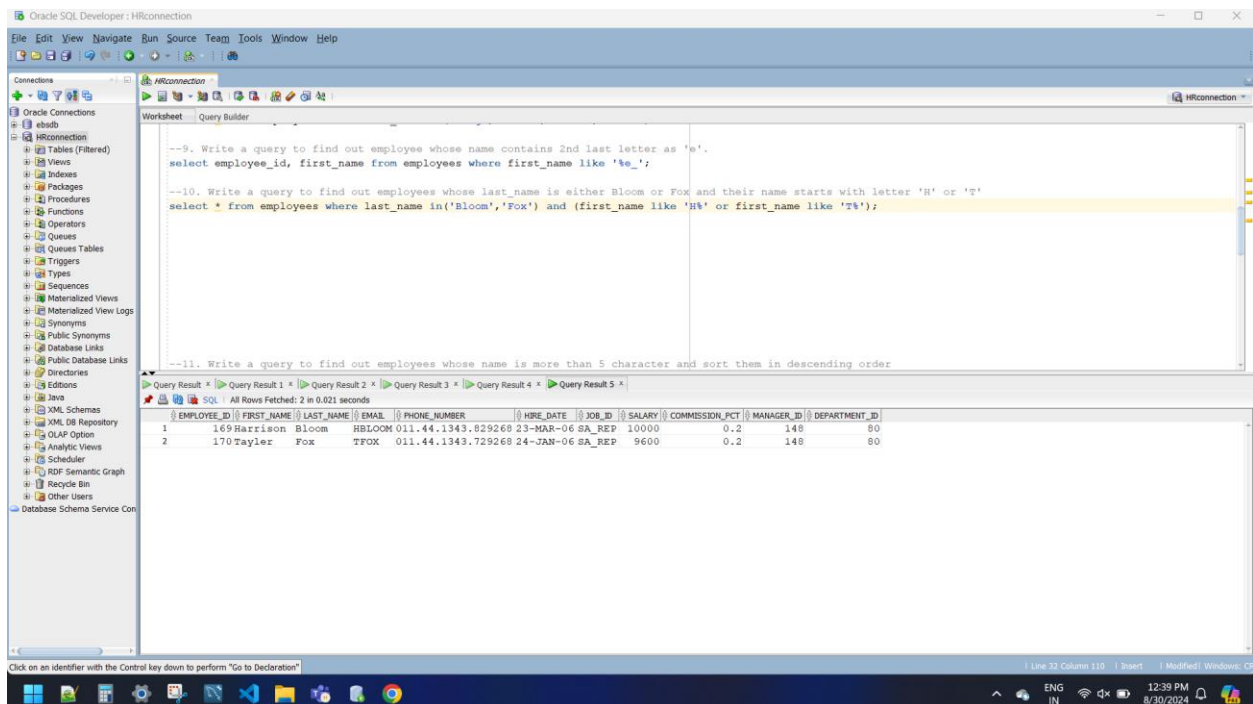 Oracle SQL Developer : HRconnection
File Edit View Navigate Run Source Team Tools Window Help
Connections
HRconnection
HRconnection
Oracle Connections
ebsdb
HRconnection
Tables (Filtered)
Views
Indexes
Packages
Procedures
Functions
Operators
Queues
Queues Tables
Triggers
Types
Sequences
Materialized Views
Materialized View Logs
Synonyms
Public Synonyms
Database Links
Public Database Links
Directories
Editions
Java
XML Schemas
XML DB Repository
OLAP Option
Analytic Views
Scheduler
RDF Semantic Graph
Recycle Bin
Other Users
Database Schema Service Con
Worksheet Query Builder
--9. Write a query to find out employee whose name contains 2nd last letter as 'e'.
select employee_id, first_name from employees where first_name like '%e_';
--10. Write a query to find out employees whose last_name is either Bloom or Fox and their name starts with letter 'H' or 'T'
select * from employees where last_name in('Bloom','Fox') and (first_name like 'H%' or first_name like 'T%');
--11. Write a query to find out employees whose name is more than 5 character and sort them in descending order
Query Result × Query Result 1 × Query Result 2 × Query Result 3 × Query Result 4 × Query Result 5 ×
SQL | All Rows Fetched: 2 in 0.021 seconds
EMPLOYEE_ID FIRST_NAME LAST_NAME EMAIL PHONE_NUMBER HIRE_DATE JOB_ID SALARY COMMISSION_PCT MANAGER_ID DEPARTMENT_ID
1 169 Harrison Bloom HBLOOM 011.44.1343.829268 23-MAR-06 SA_REP 10000 0.2 148 80
2 170 Tayler Fox TFOX 011.44.1343.729268 24-JAN-06 SA_REP 9600 0.2 148 80
Click on an identifier with the Control key down to perform "Go to Declaration"
Line 32 Column 110 | Insert | Modified | Windows: CR
ENG
IN
12:39 PM
8/30/2024